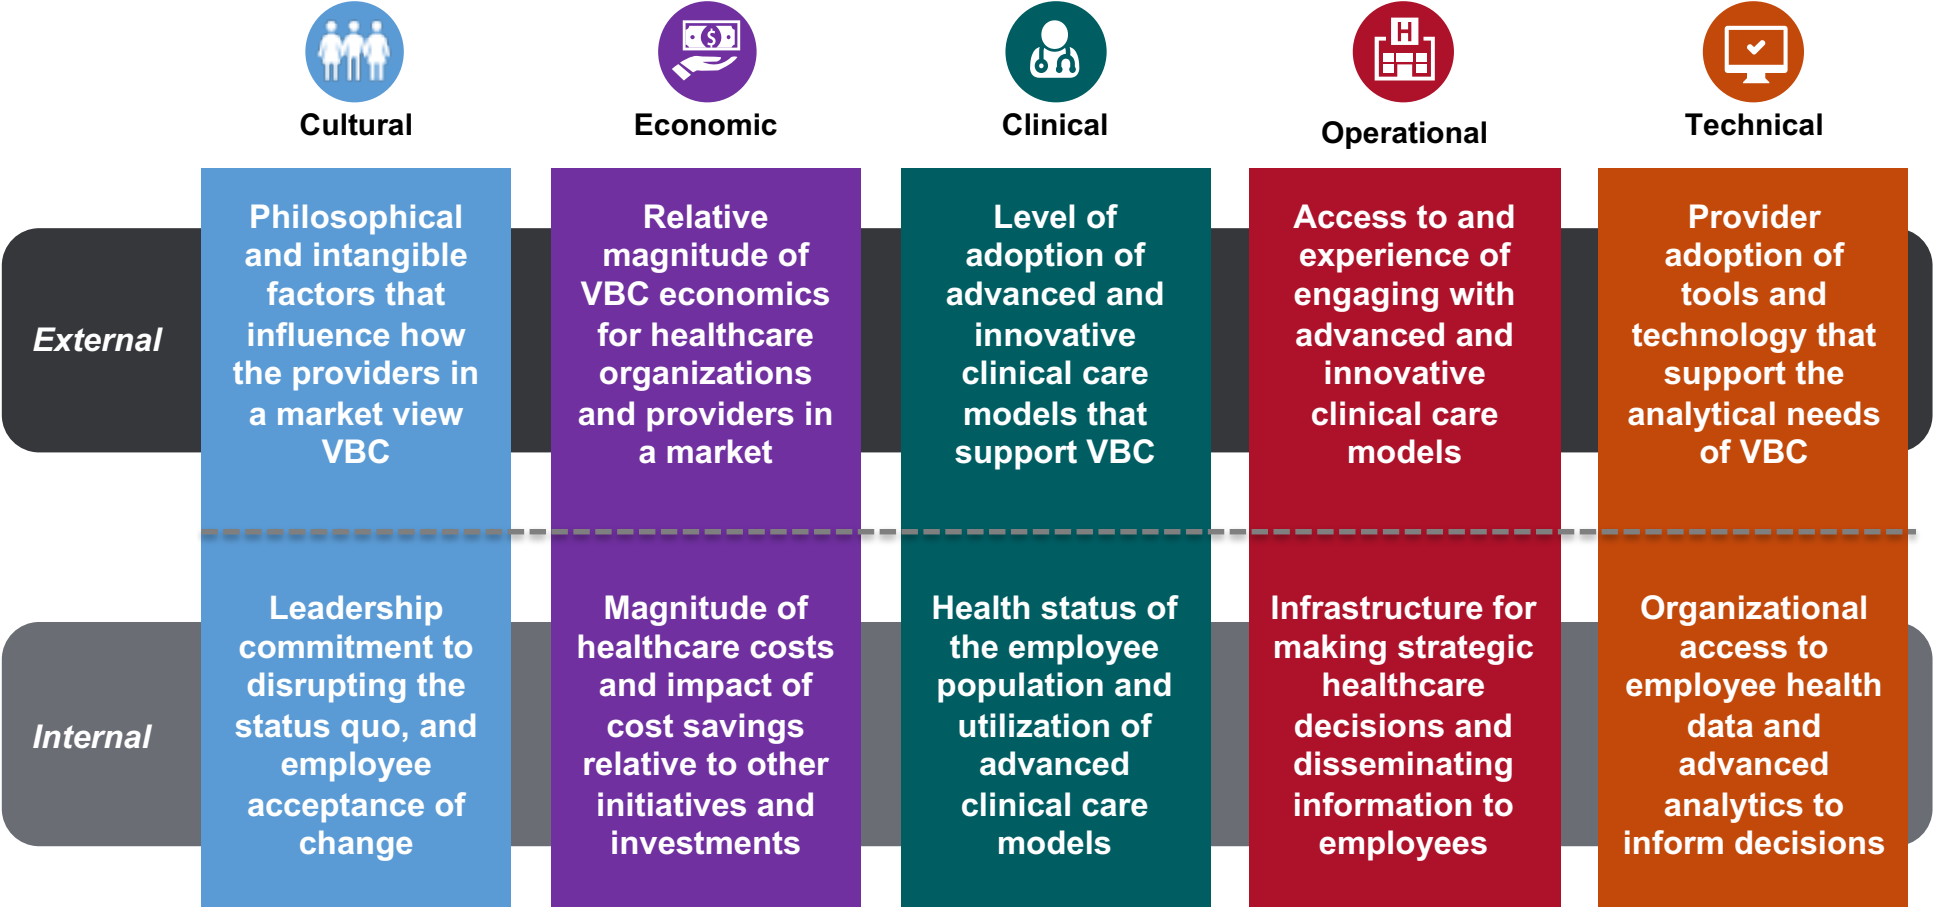 Cultural
Economic
Clinical
Operational
Technical
External
Philosophical
and intangible
factors that
influence how
the providers in
a market view
VBC
Relative
magnitude of
VBC economics
for healthcare
organizations
and providers in
a market
Level of
adoption of
advanced and
innovative
clinical care
models that
support VBC
Access to and
experience of
engaging with
advanced and
innovative
clinical care
models
Provider
adoption of
tools and
technology that
support the
analytical needs
of VBC
Internal
Leadership
commitment to
disrupting the
status quo, and
employee
acceptance of
change
Magnitude of
healthcare costs
and impact of
cost savings
relative to other
initiatives and
investments
Health status of
the employee
population and
utilization of
advanced
clinical care
models
Infrastructure for
making strategic
healthcare
decisions and
disseminating
information to
employees
Organizational
access to
employee health
data and
advanced
analytics to
inform decisions
$
H